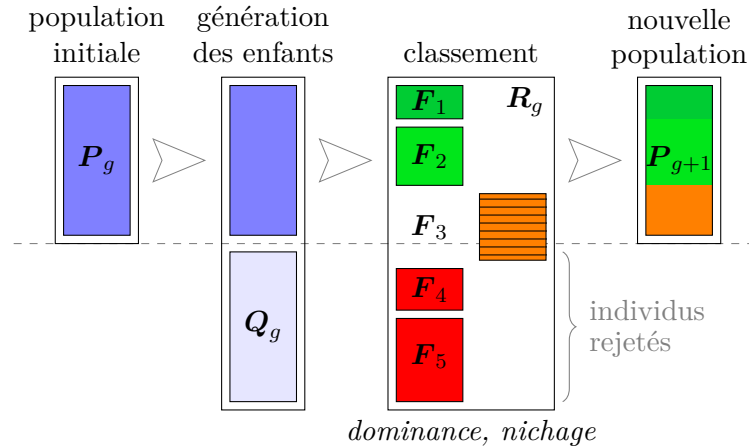 population
initiale
génération
des enfants
classement
nouvelle
population
P_g
F_1
R_g
F_2
P_{g+1}
F_3
F_4
Q_g
F_5
individus
rejetés
dominance, nichage